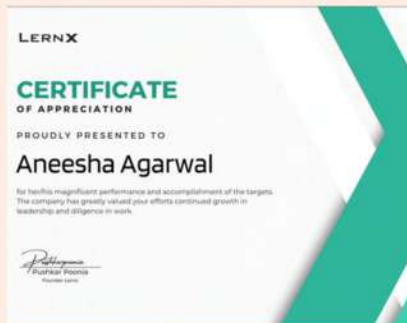 LERNX
CERTIFICATE
OF APPRECIATION
PROUDLY PRESENTED TO
Aneesha Agarwal
for her/his magnificent performance and accomplishment of the targets.
The company has greatly valued your efforts continued growth in
leadership and diligence in work.
Pushkar Poonia
Founder Lernx